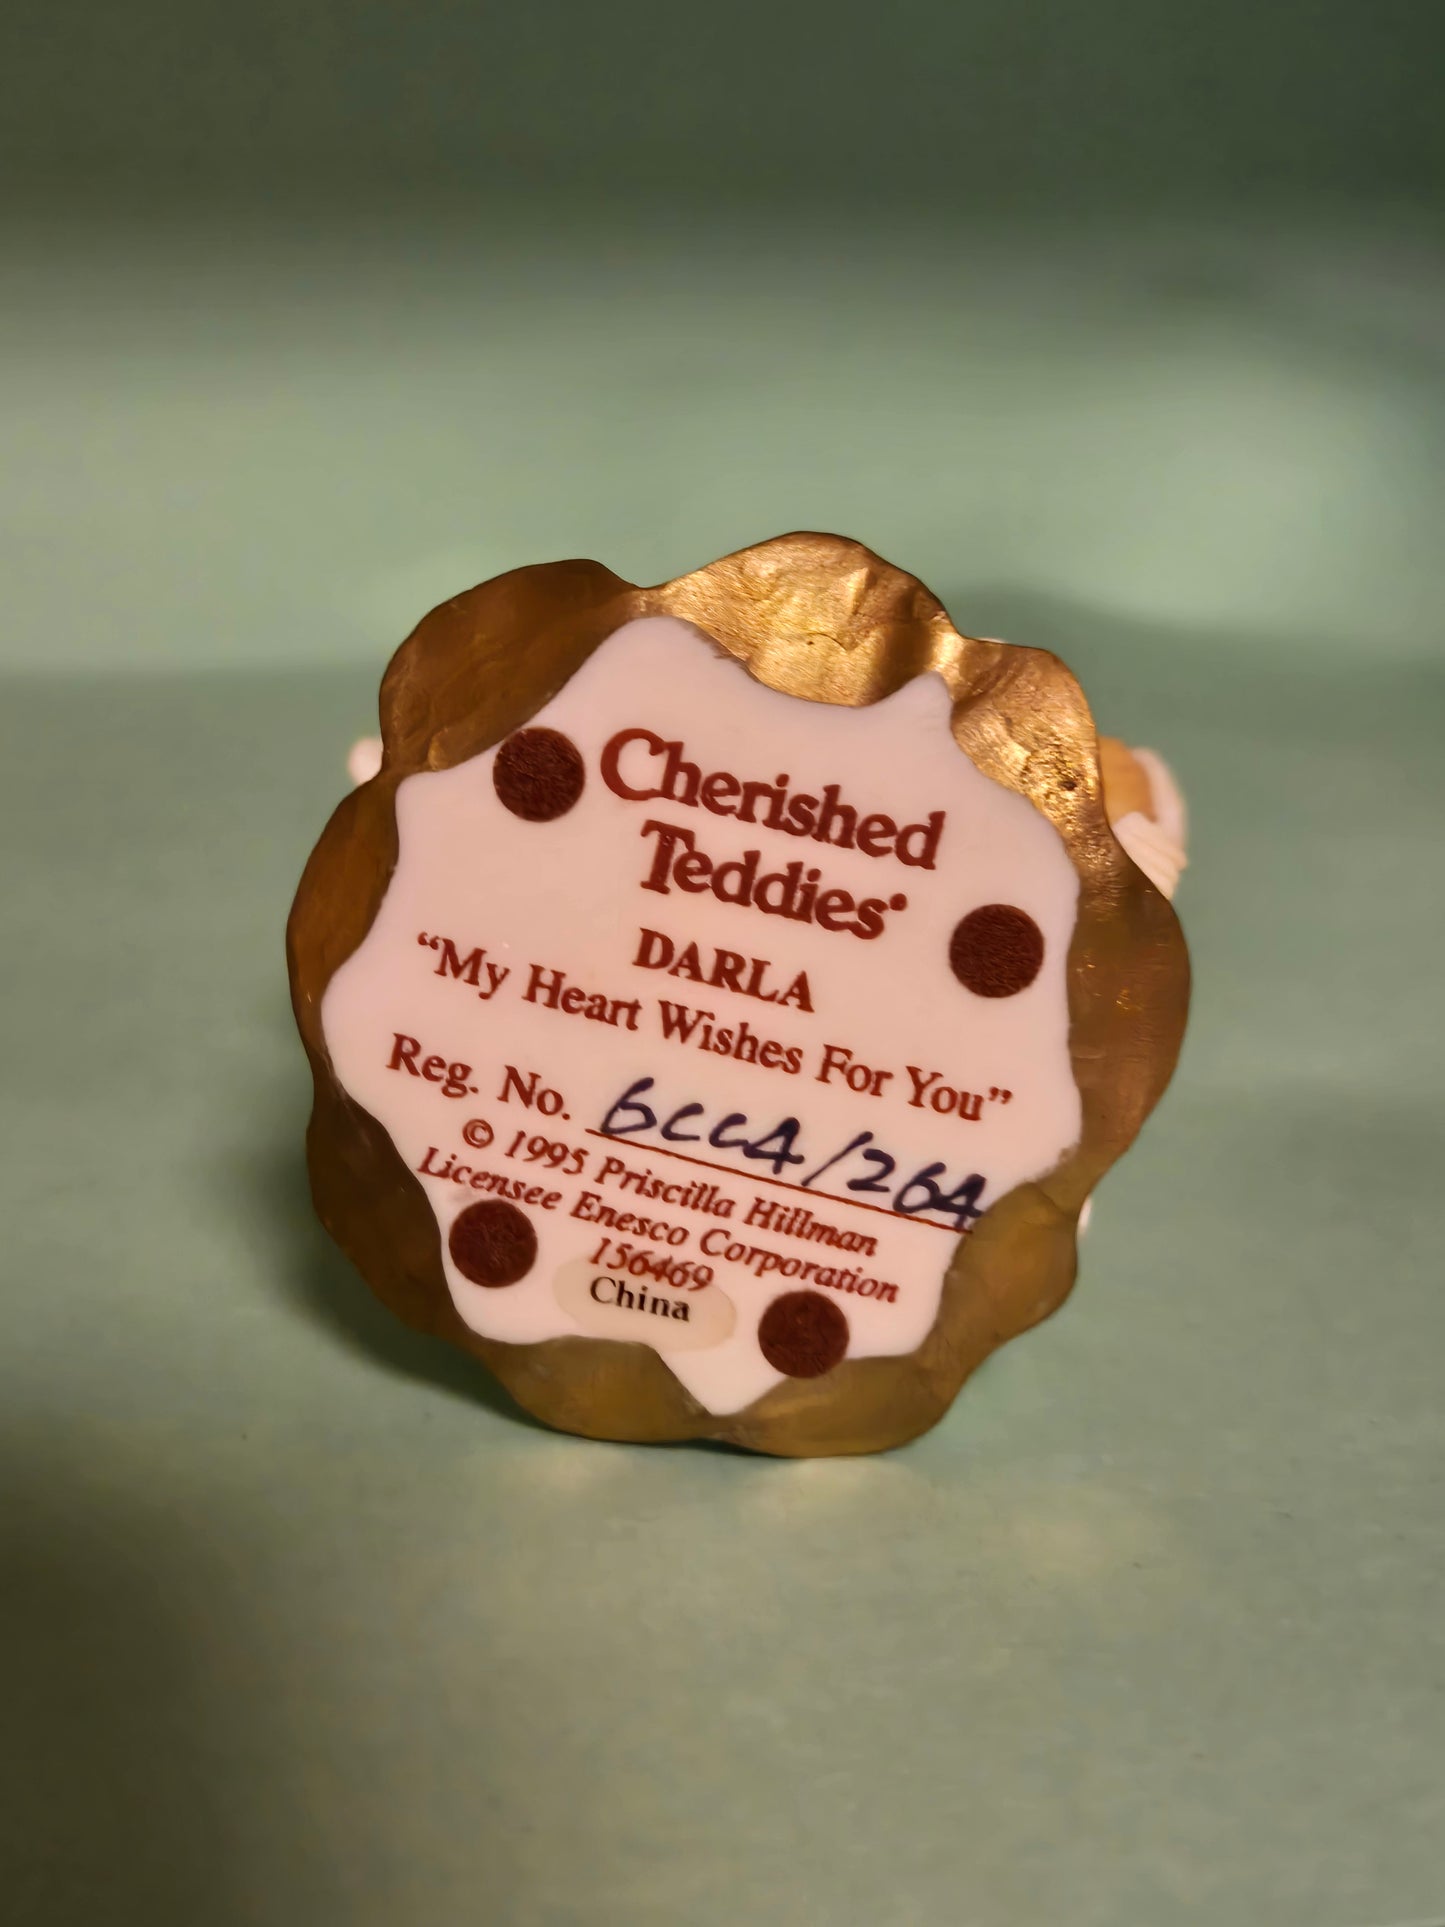 Cherished
Teddies®
DARLA
“My Heart Wishes For You”
Reg. No. 6CC4/264
© 1995 Priscilla Hillman
Licensee Enesco Corporation
156469
China